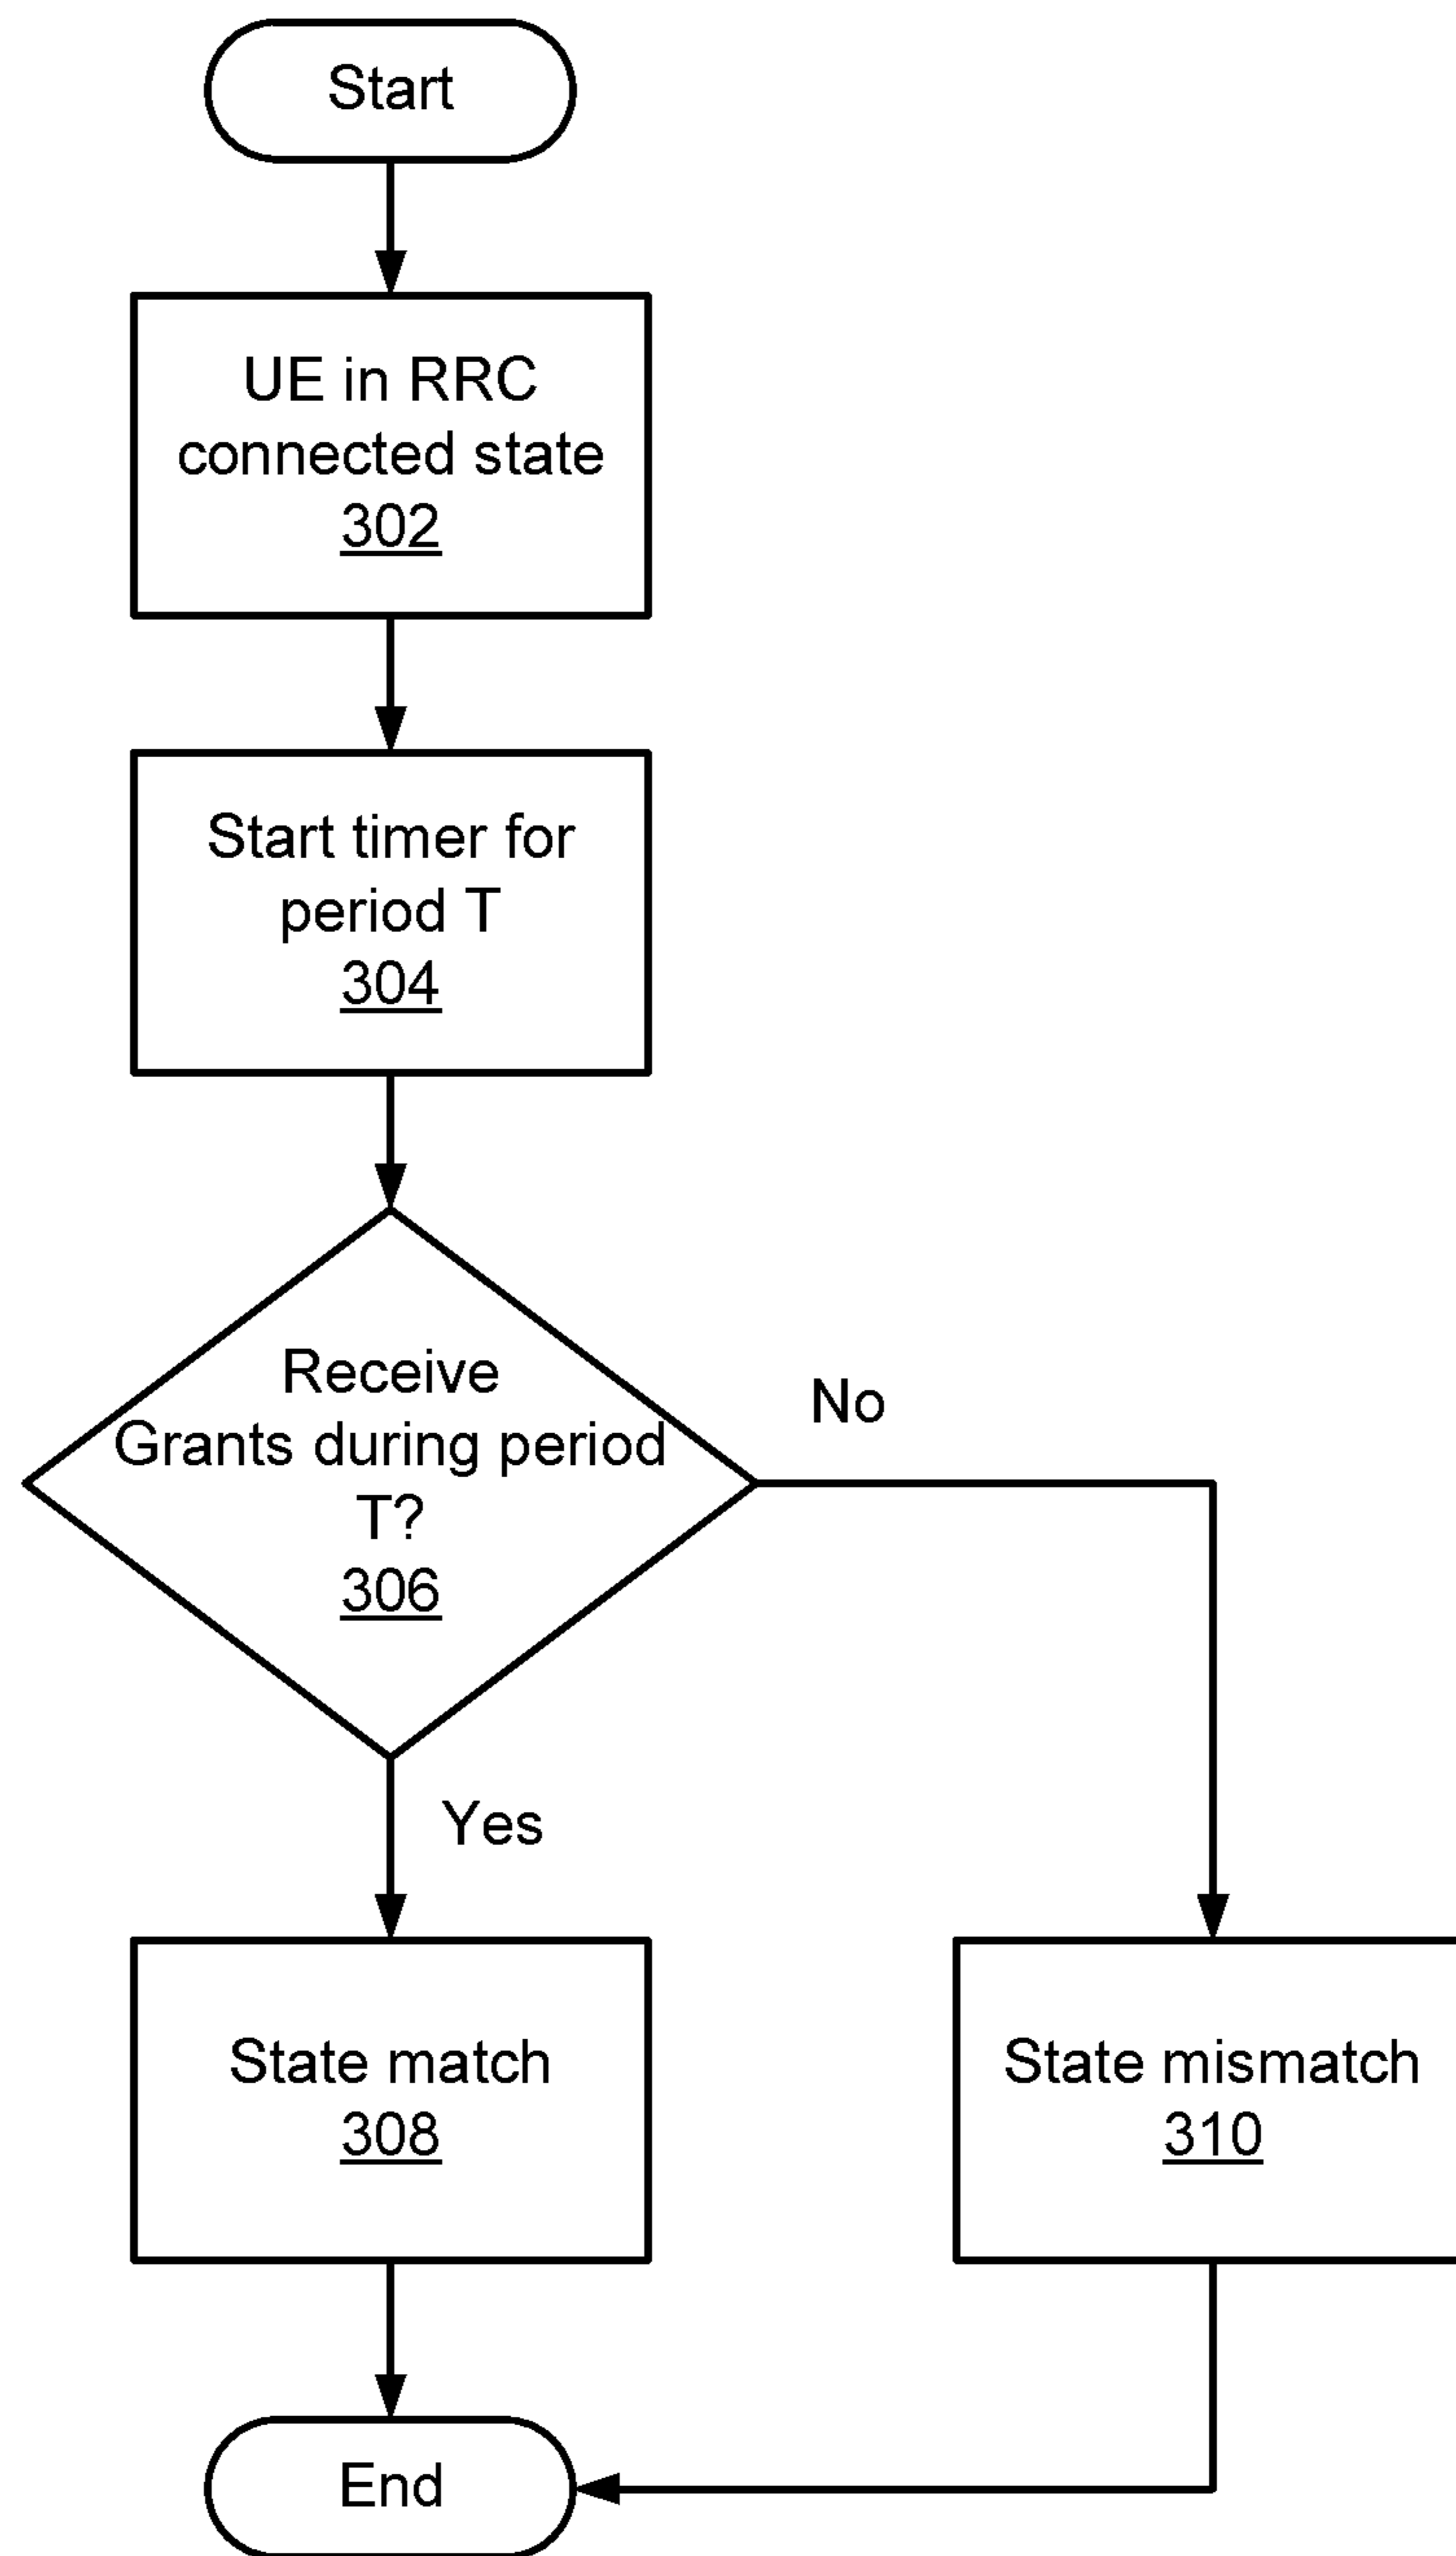 Start
UE in RRC
connected state
302
Start timer for
period T
304
Receive
Grants during period
T?
306
No
Yes
State match
308
State mismatch
310
End